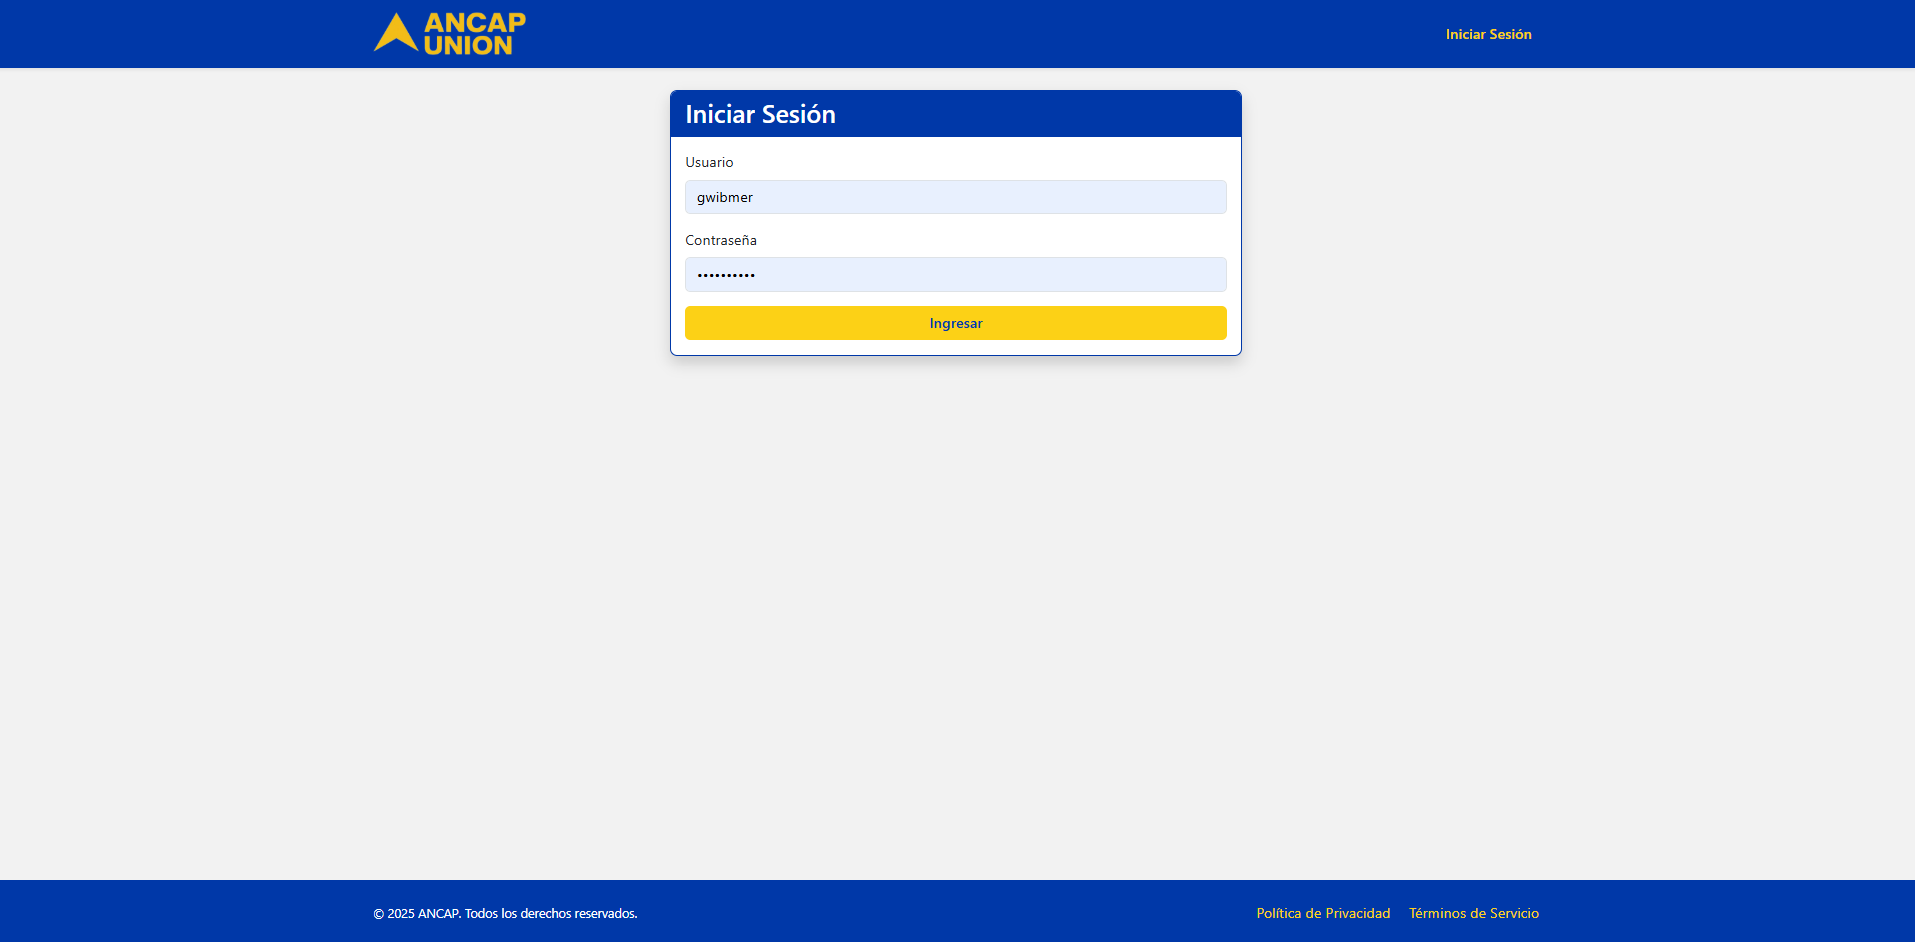 ANCAP
UNION
Iniciar Sesión
Iniciar Sesión
Usuario
gwibmer
Contraseña
••••••••••
Ingresar
© 2025 ANCAP. Todos los derechos reservados.
Política de Privacidad Términos de Servicio